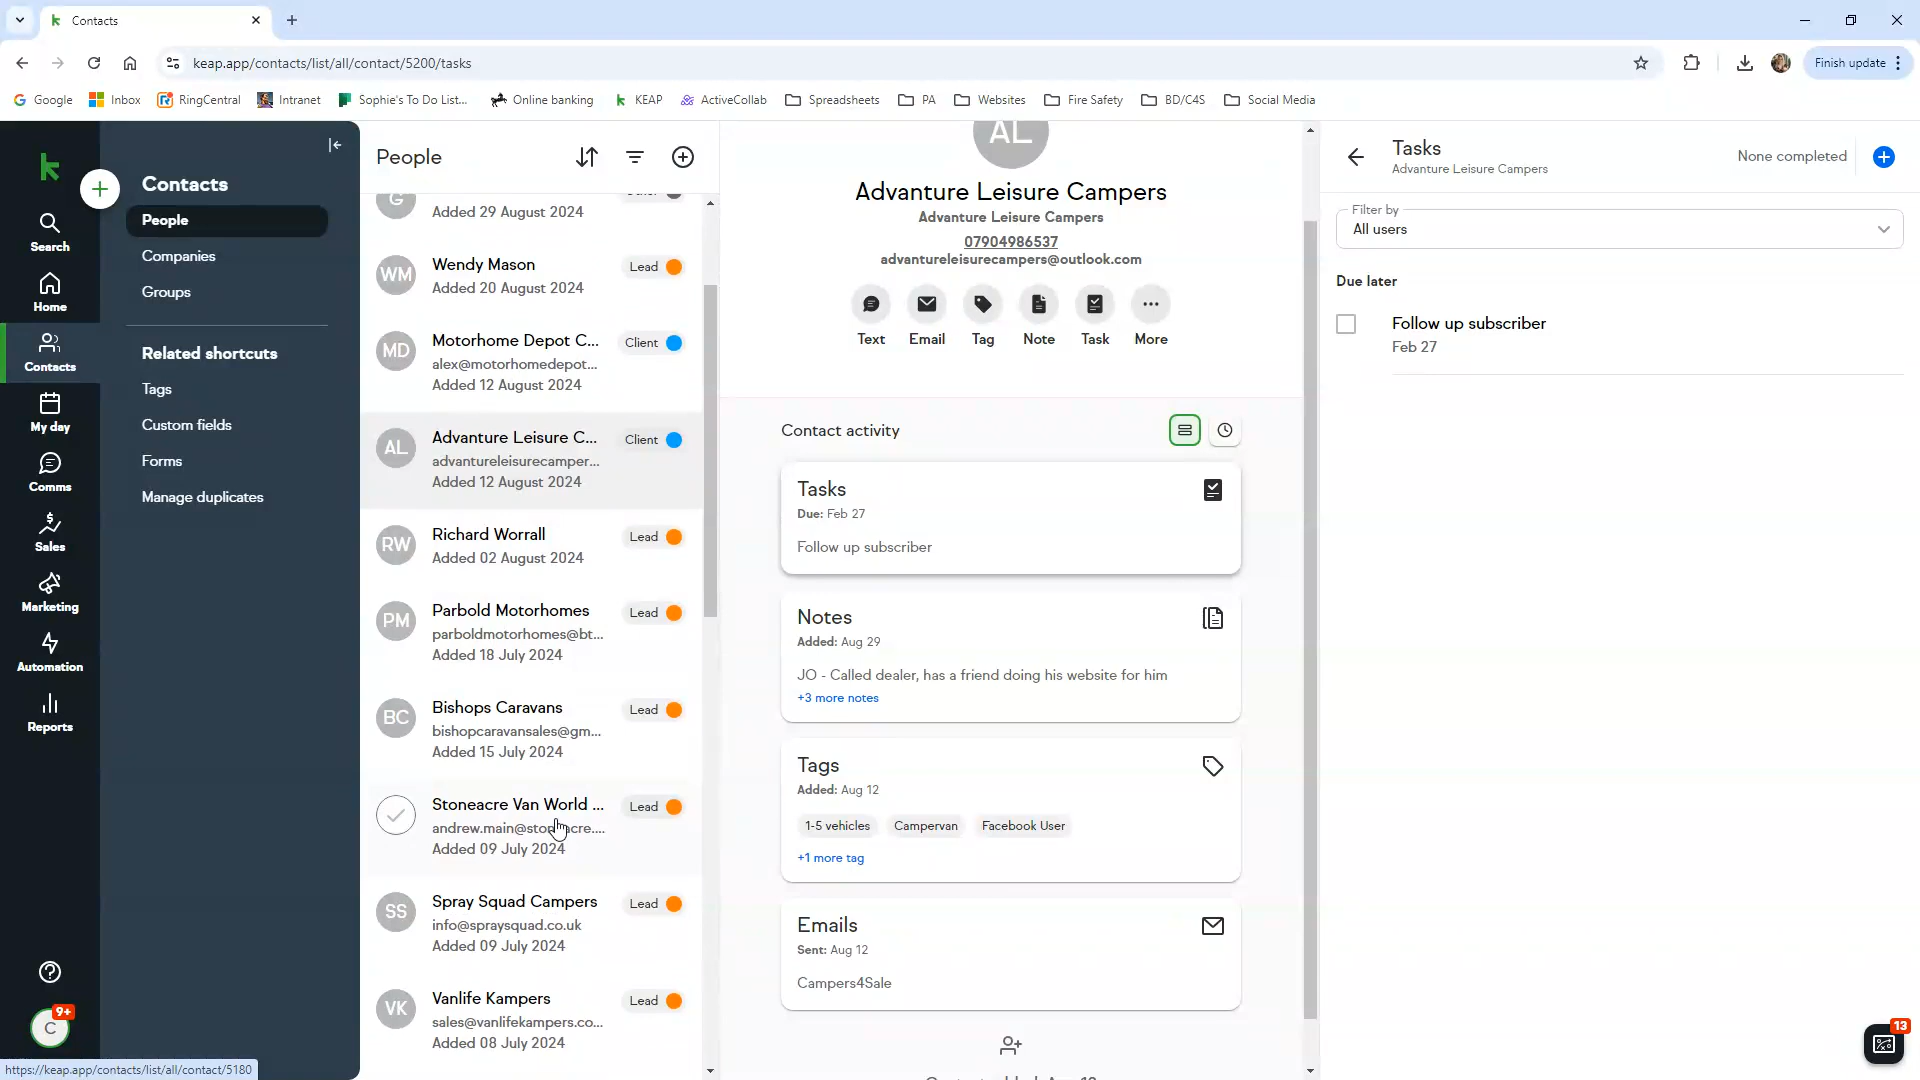 Contacts
keap.app/contacts/list/all/contact/5200/tasks
Finish update
Google
Inbox
RingCentral
Intranet
Sophie's To Do List...
Online banking
KEAP
ActiveCollab
Spreadsheets
PA
Websites
Fire Safety
BD/C4S
Social Media
Search
Home
Contacts
My day
Comms
Sales
Marketing
Automation
Reports
C
9+
Contacts
People
Companies
Groups
Related shortcuts
Tags
Custom fields
Forms
Manage duplicates
https://keap.app/contacts/list/all/contact/5180
People
G
Added 29 August 2024
WM
Wendy Mason
Lead
Added 20 August 2024
MD
Motorhome Depot C...
Client
alex@motorhomedepot...
Added 12 August 2024
AL
Advanture Leisure C...
Client
advantureleisurecamper...
Added 12 August 2024
RW
Richard Worrall
Lead
Added 02 August 2024
PM
Parbold Motorhomes
Lead
parboldmotorhomes@bt...
Added 18 July 2024
BC
Bishops Caravans
Lead
bishopcaravansales@gm...
Added 15 July 2024
Stoneacre Van World ...
Lead
andrew.main@stoneacre....
Added 09 July 2024
SS
Spray Squad Campers
Lead
info@spraysquad.co.uk
Added 09 July 2024
VK
Vanlife Kampers
Lead
sales@vanlifekampers.co...
Added 08 July 2024
AL
Advanture Leisure Campers
Advanture Leisure Campers
07904986537
advantureleisurecampers@outlook.com
Text
Email
Tag
Note
Task
More
Contact activity
Tasks
Due: Feb 27
Follow up subscriber
Notes
Added: Aug 29
JO - Called dealer, has a friend doing his website for him
+3 more notes
Tags
Added: Aug 12
1-5 vehicles
Campervan
Facebook User
+1 more tag
Emails
Sent: Aug 12
Campers4Sale
Tasks
Advanture Leisure Campers
None completed
Filter by
All users
Due later
Follow up subscriber
Feb 27
13